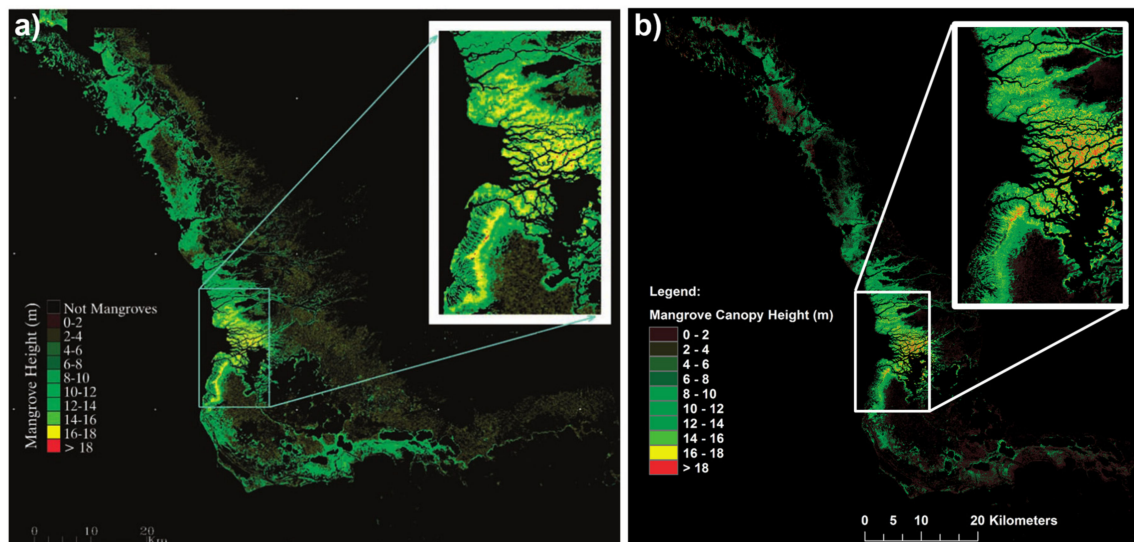 a)
Mangrove Height (m)
Not Mangroves
0-2
2-4
4-6
6-8
8-10
10-12
12-14
14-16
16-18
> 18
0 10 20
Km
b)
Legend:
Mangrove Canopy Height (m)
0 - 2
2 - 4
4 - 6
6 - 8
8 - 10
10 - 12
12 - 14
14 - 16
16 - 18
> 18
0 5 10 20 Kilometers